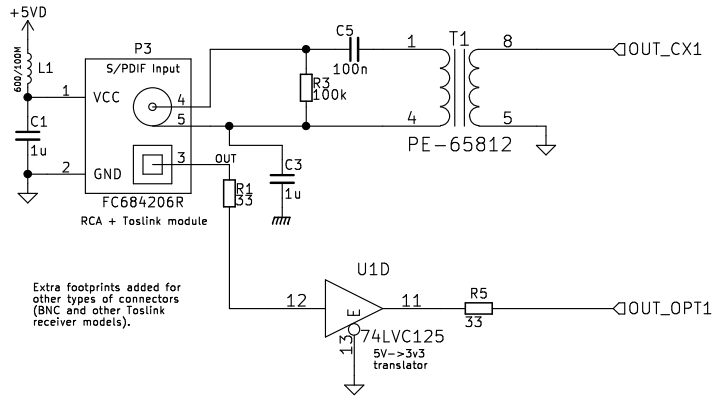 +5VD
600/100M
L1
P3
S/PDIF Input
1
VCC
4
5
C1
1u
2
GND
3
OUT
FC684206R
RCA + Toslink module
C5
100n
R3
100k
C3
1u
R1
33
1
T1
8
OUT_CX1
4
5
PE-65812
Extra footprints added for
other types of connectors
(BNC and other Toslink
receiver models).
U1D
12
11
E
13
74LVC125
5V->3v3
translator
R5
33
OUT_OPT1